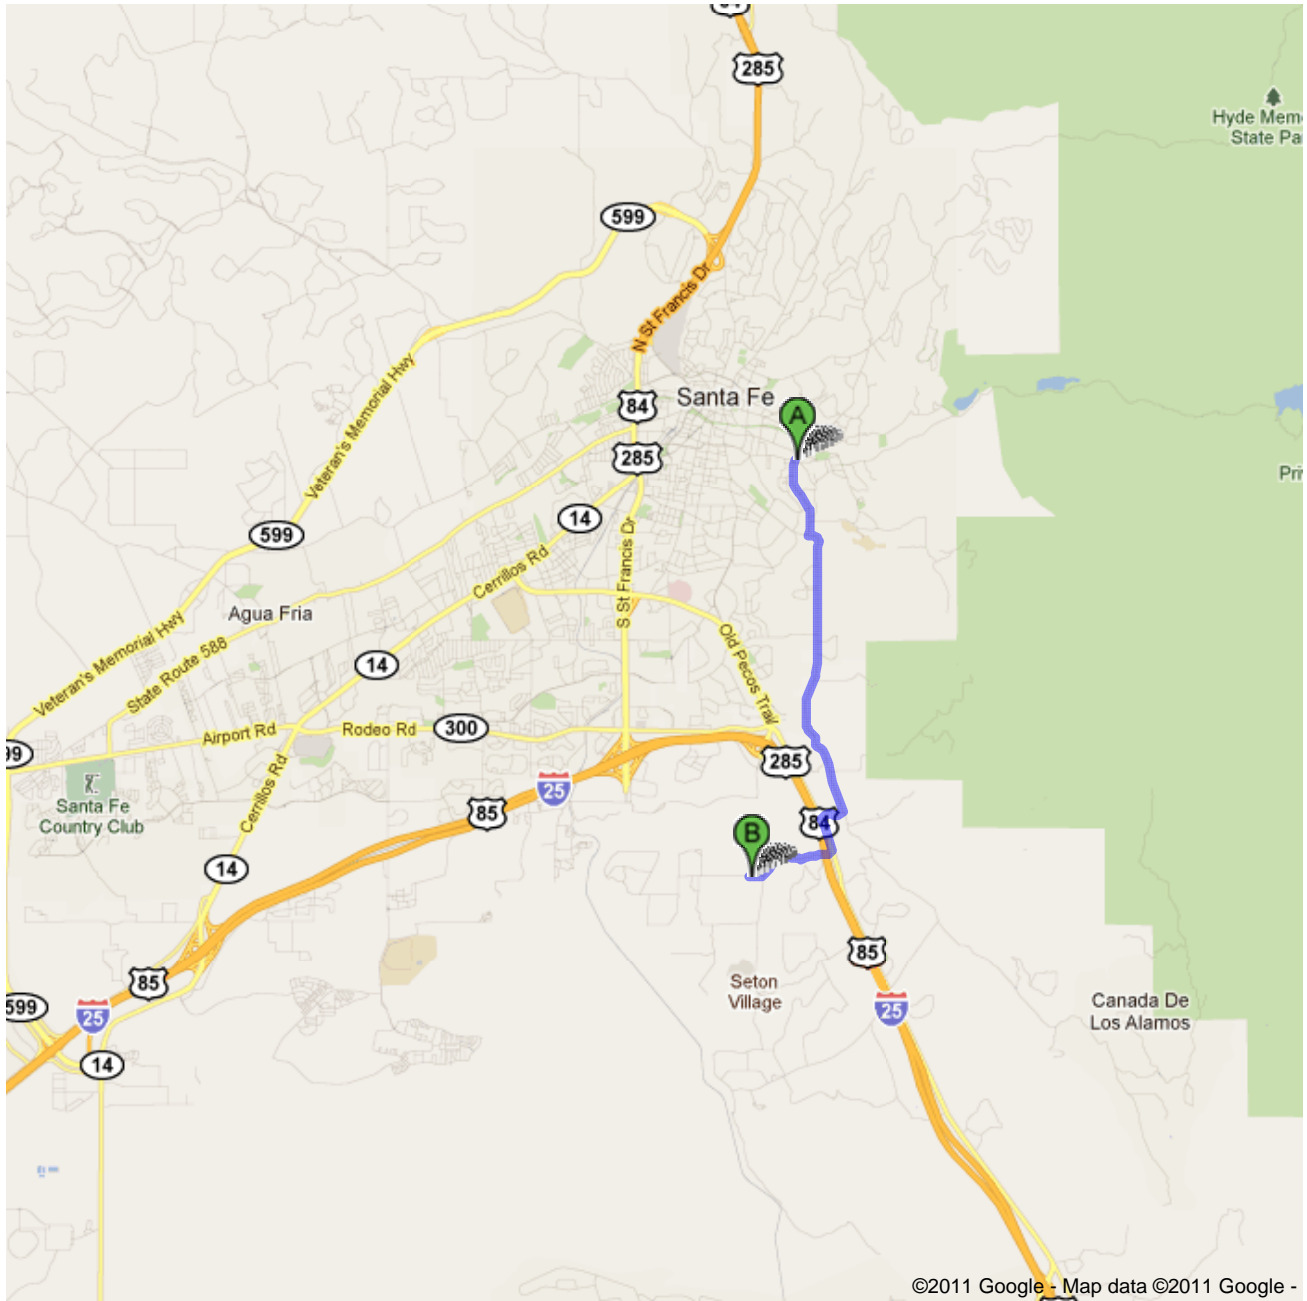 285
Hyde Mem
State Pa
599
N St Francis Dr
Veteran's Memorial Hwy
84
Santa Fe
A
285
Pri
14
599
S St Francis Dr
Cerrillos Rd
Agua Fria
Old Pecos Trail
Veteran's Memorial Hwy
State Route 588
14
Airport Rd
Rodeo Rd
300
99
285
25
Cerrillos Rd
Santa Fe
Country Club
85
84
B
14
85
85
Seton
Village
25
599
25
Canada De
Los Alamos
14
©2011 Google - Map data ©2011 Google -